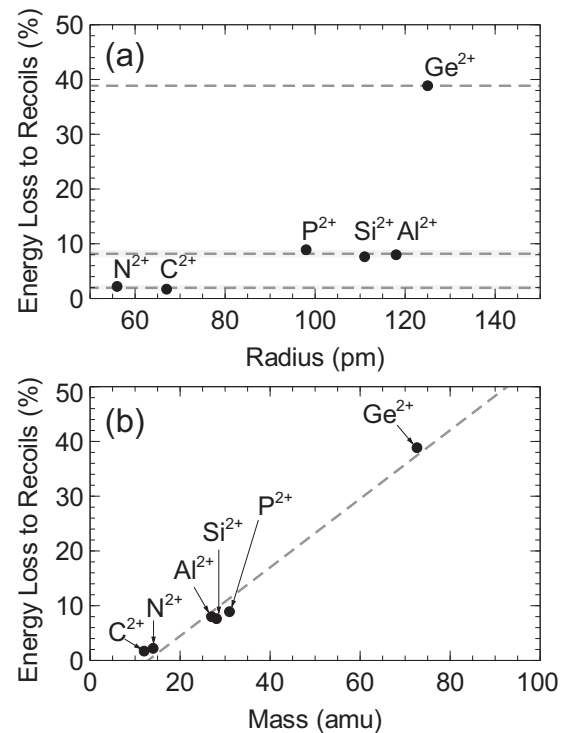 50
(a)
Ge²⁺
40
30
20
P²⁺
Si²⁺
Al²⁺
10
N²⁺
C²⁺
0
60
80
100
120
140
Energy Loss to Recoils (%)
Radius (pm)
50
(b)
Ge²⁺
40
30
P²⁺
20
Si²⁺
Al²⁺
10
N²⁺
C²⁺
0
0
20
40
60
80
100
Energy Loss to Recoils (%)
Mass (amu)